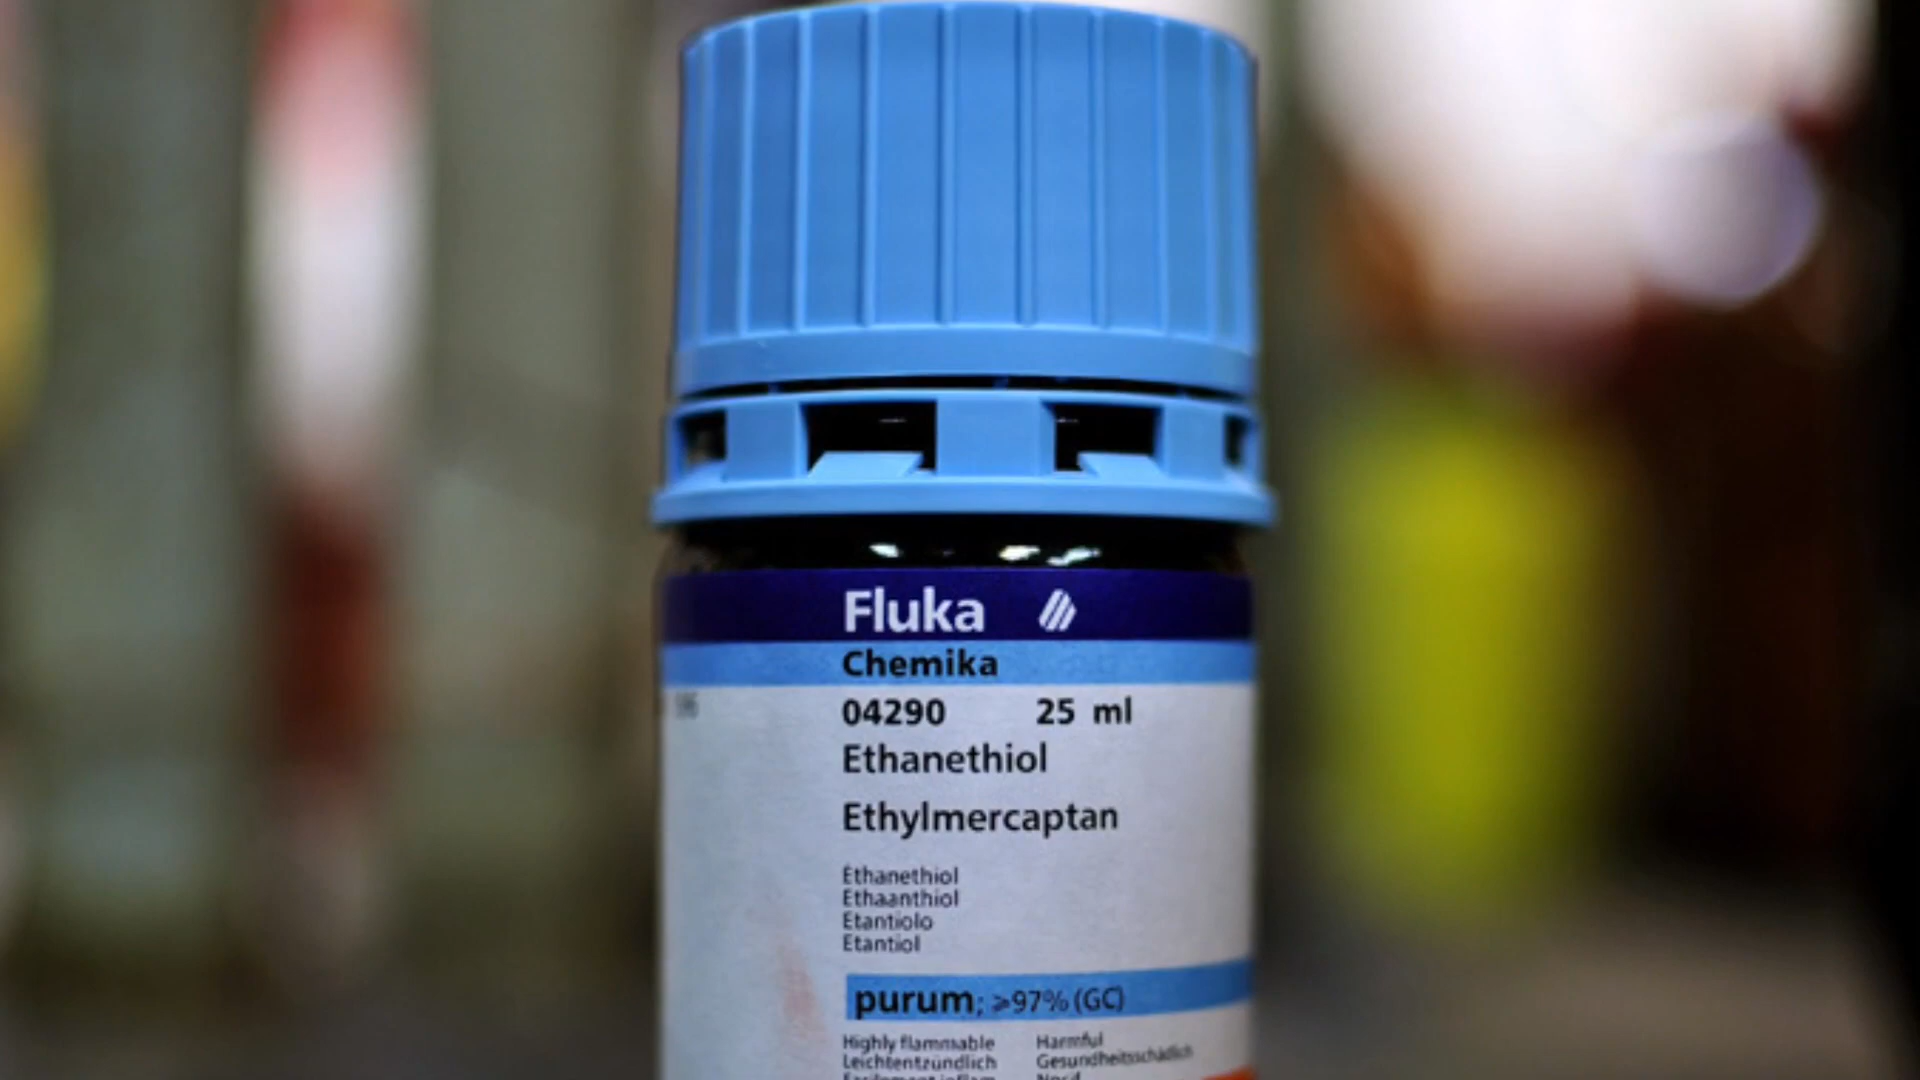 Fluka
Chemika
04290 25 ml
Ethanethiol
Ethylmercaptan
Ethanethiol
Ethaanthiol
Etantiolo
Etantiol
purum; ≥97% (GC)
Highly flammable Harmful
Leichtentzündlich Gesundheitsschädlich